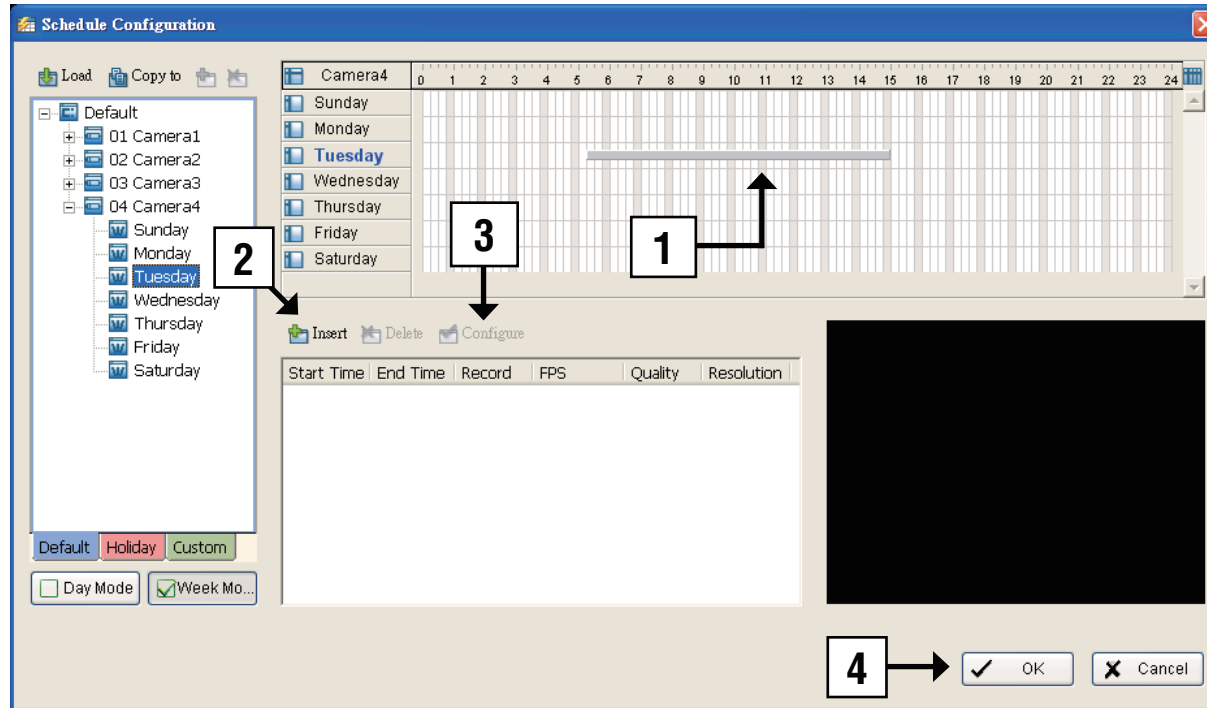 Schedule Configuration
Load Copy to
Default
01 Camera1
02 Camera2
03 Camera3
04 Camera4
Sunday
Monday
Tuesday
Wednesday
Thursday
Friday
Saturday
Default Holiday Custom
Day Mode Week Mo...
Camera4 0 1 2 3 4 5 6 7 8 9 10 11 12 13 14 15 16 17 18 19 20 21 22 23 24
Sunday
Monday
Tuesday
Wednesday
Thursday
Friday
Saturday
1
2
3
Insert Delete Configure
Start Time End Time Record FPS Quality Resolution
4
OK Cancel